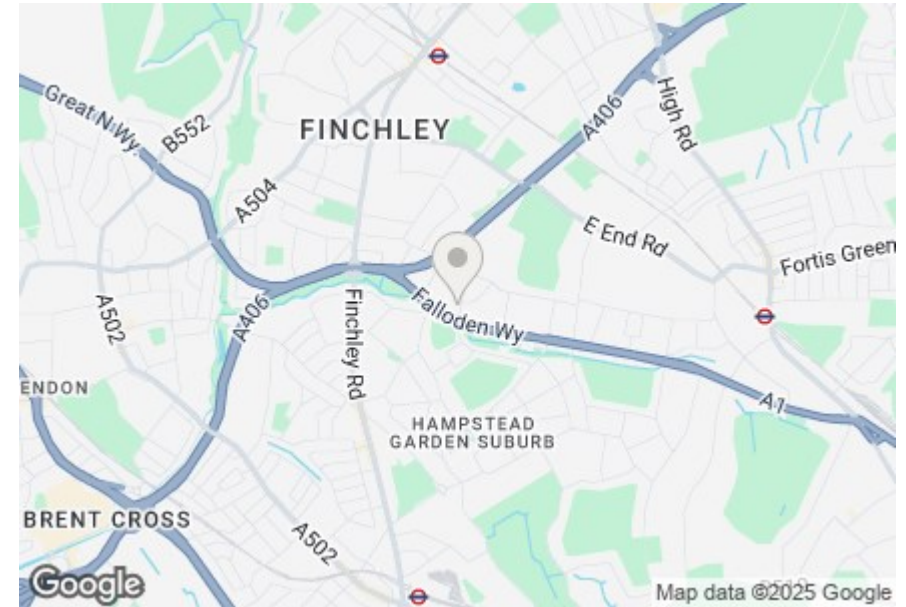 Great N Wy
B552
FINCHLEY
A406
High Rd
A504
E End Rd
Fortis Green
A502
A406
Finchley Rd
Falloden Wy
ENDON
HAMPSTEAD
GARDEN SUBURB
A1
BRENT CROSS
A502
Google
Map data ©2025 Google